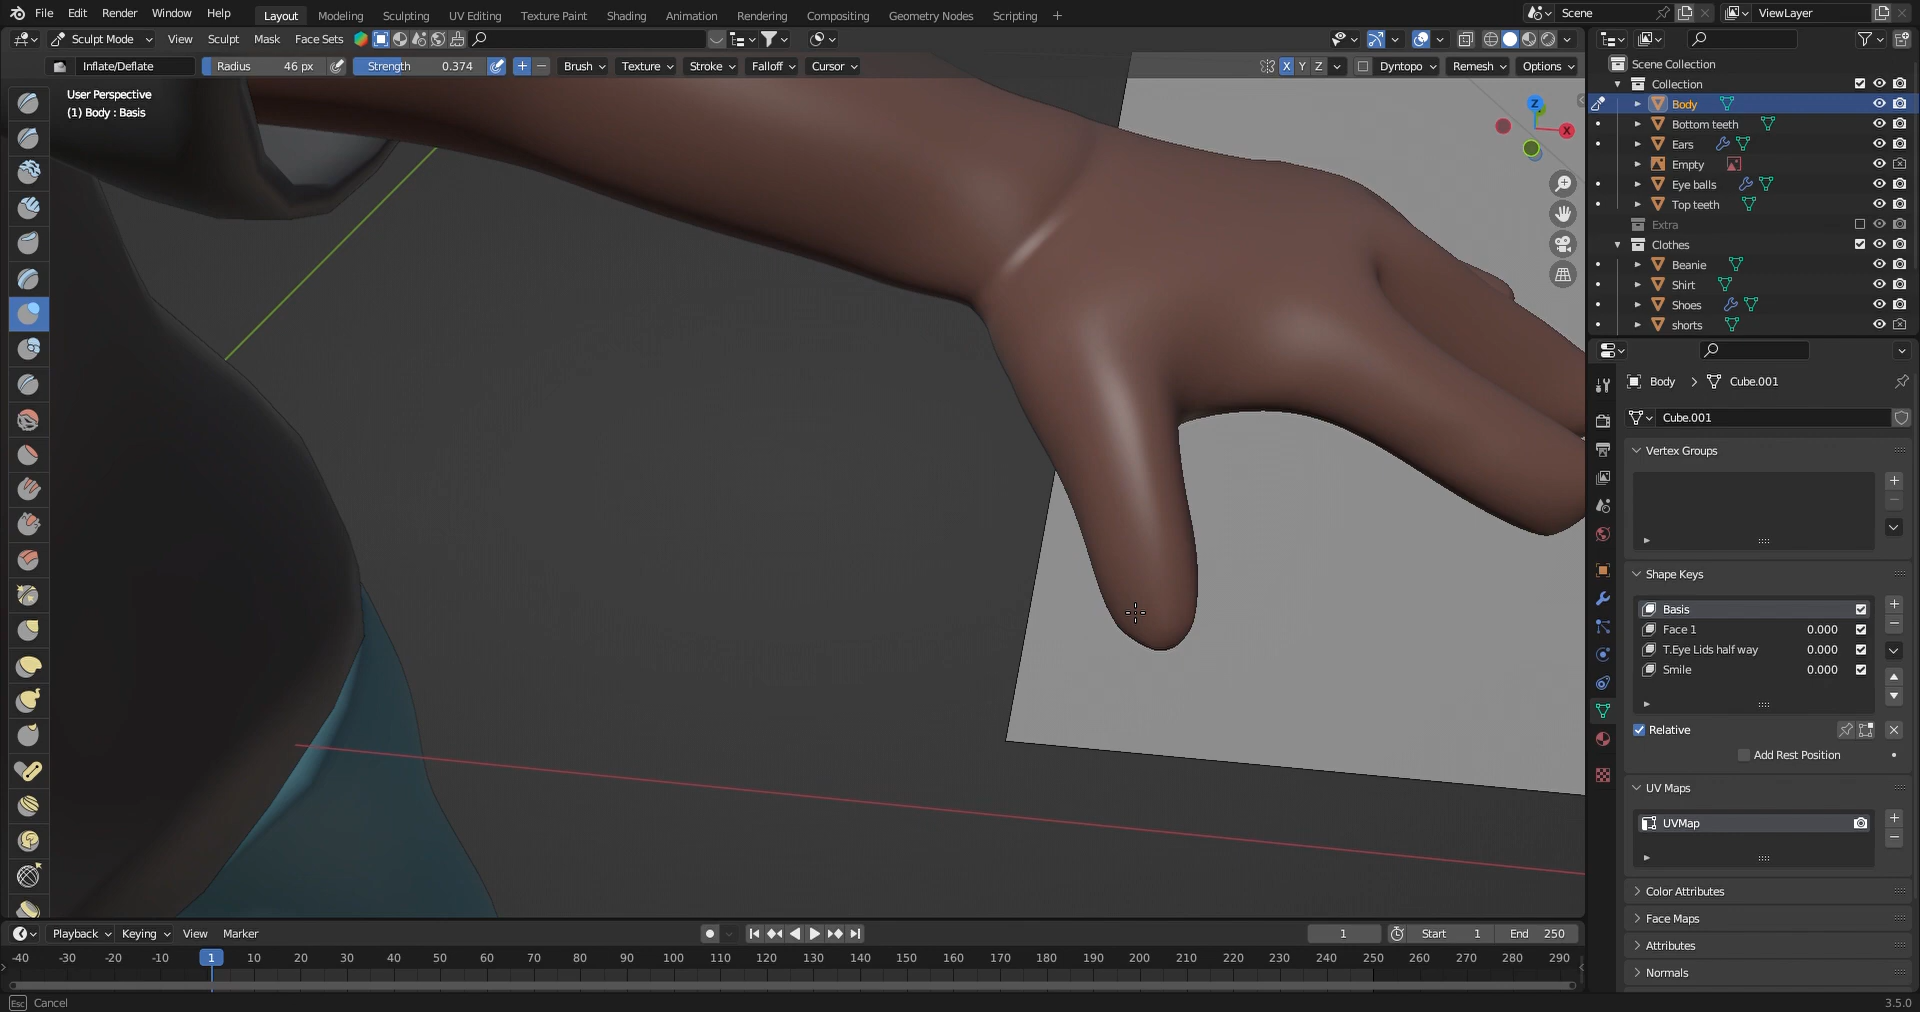 File Edit Render Window Help Layout Modeling Sculpting UV Editing Texture Paint Shading Animation Rendering Compositing Geometry Nodes Scripting + Scene ViewLayer
Sculpt Mode View Sculpt Mask Face Sets
Inflate/Deflate Radius 46 px Strength 0.374 Brush Texture Stroke Falloff Cursor X Y Z Dyntopo Remesh Options
User Perspective
(1) Body : Basis
Z
X
Scene Collection
Collection
Body
Bottom teeth
Ears
Empty
Eye balls
Top teeth
Extra
Clothes
Beanie
Shirt
Shoes
shorts
Body Cube.001
Cube.001
Vertex Groups
Shape Keys
Basis
Face 1 0.000
T.Eye Lids half way 0.000
Smile 0.000
Relative
Add Rest Position
UV Maps
UVMap
Color Attributes
Face Maps
Attributes
Normals
Playback Keying View Marker 1 Start 1 End 250
-40 -30 -20 -10 1 10 20 30 40 50 60 70 80 90 100 110 120 130 140 150 160 170 180 190 200 210 220 230 240 250 260 270 280 290
Esc Cancel 3.5.0